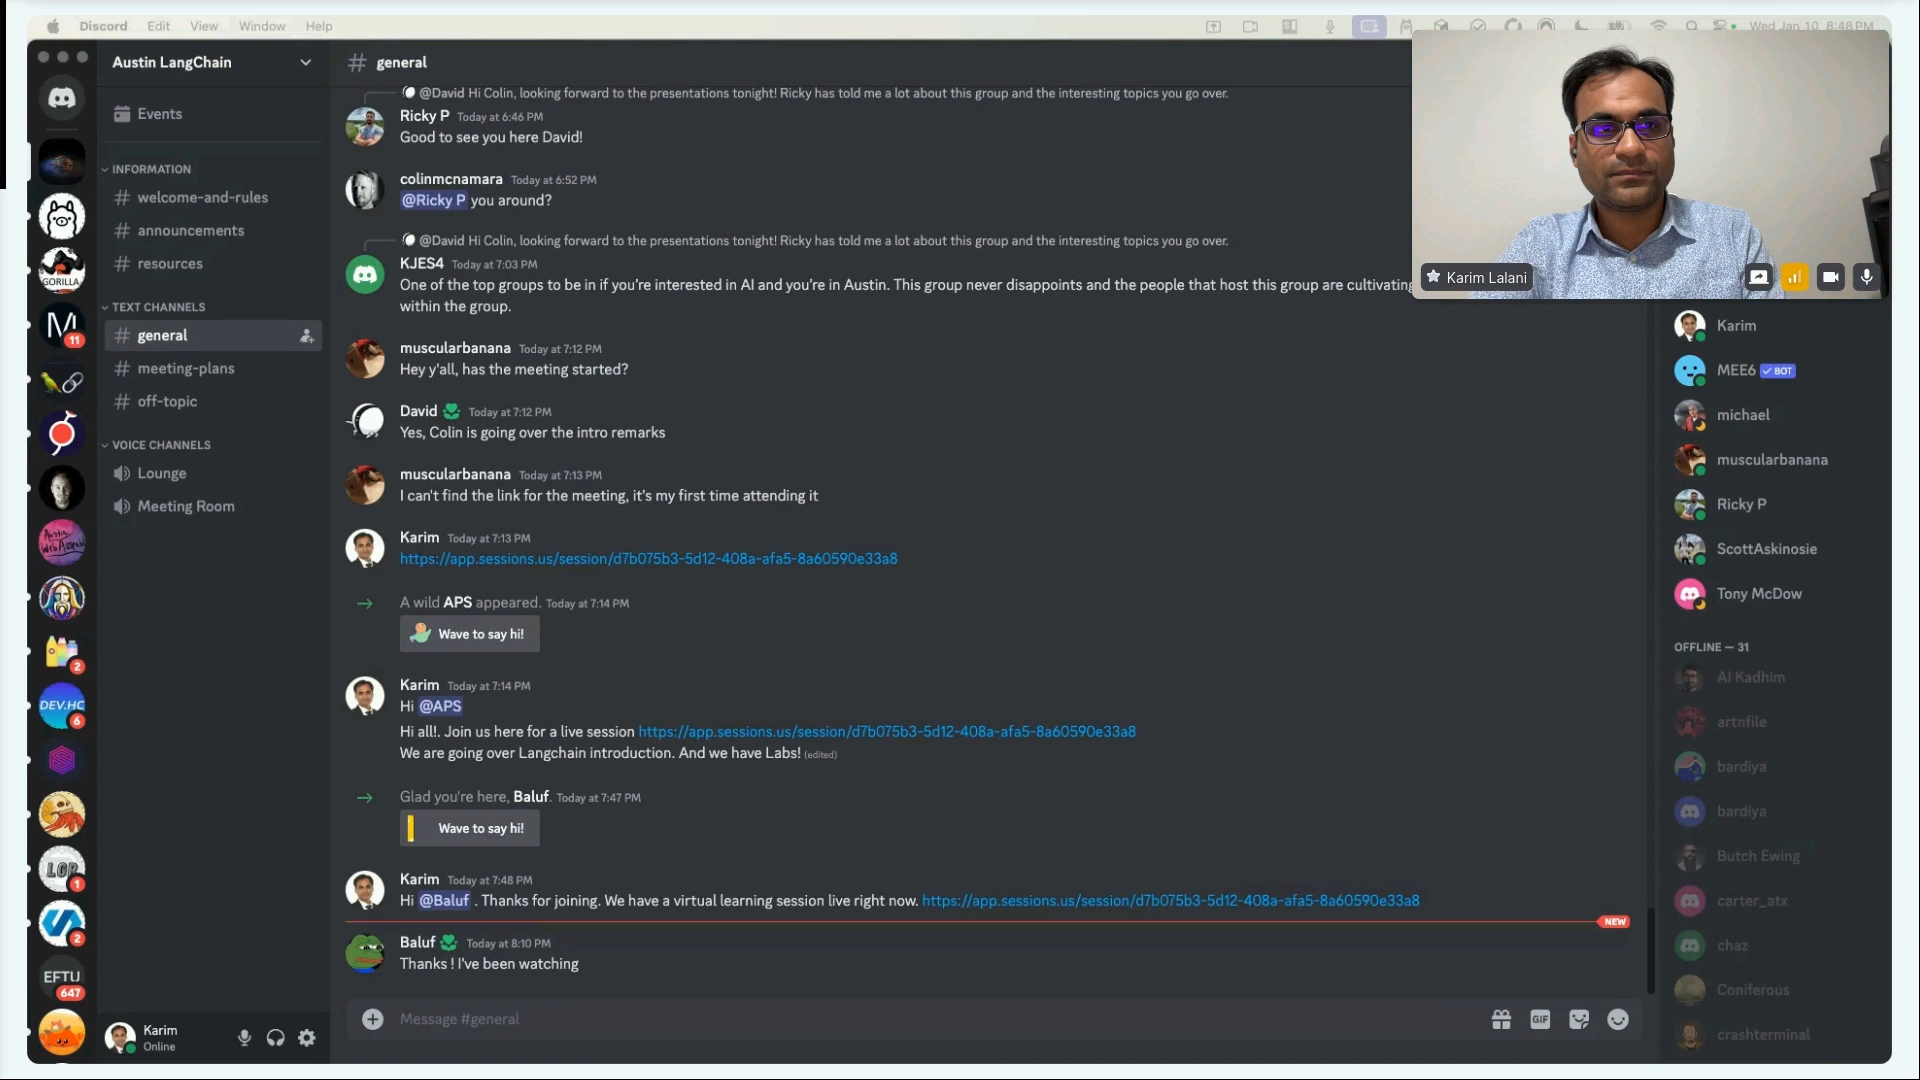 Discord Edit View Window Help
Wed Jan 10 8:48 PM
Austin LangChain
general
Events
INFORMATION
# welcome-and-rules
# announcements
# resources
TEXT CHANNELS
# general
# meeting-plans
# off-topic
VOICE CHANNELS
Lounge
Meeting Room
GORILLA
11
Austin
2
DEV.HC
6
LGR
1
2
EFTU
647
Karim
Online
@David Hi Colin, looking forward to the presentations tonight! Ricky has told me a lot about this group and the interesting topics you go over.
Ricky P Today at 6:46 PM
Good to see you here David!
colinmcnamara Today at 6:52 PM
@Ricky P you around?
@David Hi Colin, looking forward to the presentations tonight! Ricky has told me a lot about this group and the interesting topics you go over.
KJES4 Today at 7:03 PM
One of the top groups to be in if you're interested in AI and you're in Austin. This group never disappoints and the people that host this group are cultivating
within the group.
muscularbanana Today at 7:12 PM
Hey y'all, has the meeting started?
David Today at 7:12 PM
Yes, Colin is going over the intro remarks
muscularbanana Today at 7:13 PM
I can't find the link for the meeting, it's my first time attending it
Karim Today at 7:13 PM
https://app.sessions.us/session/d7b075b3-5d12-408a-afa5-8a60590e33a8
A wild APS appeared. Today at 7:14 PM
Wave to say hi!
Karim Today at 7:14 PM
Hi @APS
Hi all!. Join us here for a live session https://app.sessions.us/session/d7b075b3-5d12-408a-afa5-8a60590e33a8
We are going over Langchain introduction. And we have Labs! (edited)
Glad you're here, Baluf. Today at 7:47 PM
Wave to say hi!
Karim Today at 7:48 PM
Hi @Baluf . Thanks for joining. We have a virtual learning session live right now. https://app.sessions.us/session/d7b075b3-5d12-408a-afa5-8a60590e33a8
NEW
Baluf Today at 8:10 PM
Thanks ! I've been watching
Message #general
GIF
Karim Lalani
Karim
MEE6 BOT
michael
muscularbanana
Ricky P
ScottAskinosie
Tony McDow
OFFLINE — 31
Al Kadhim
artnfile
bardiya
bardiya
Butch Ewing
carter_atx
chaz
Coniferous
crashterminal